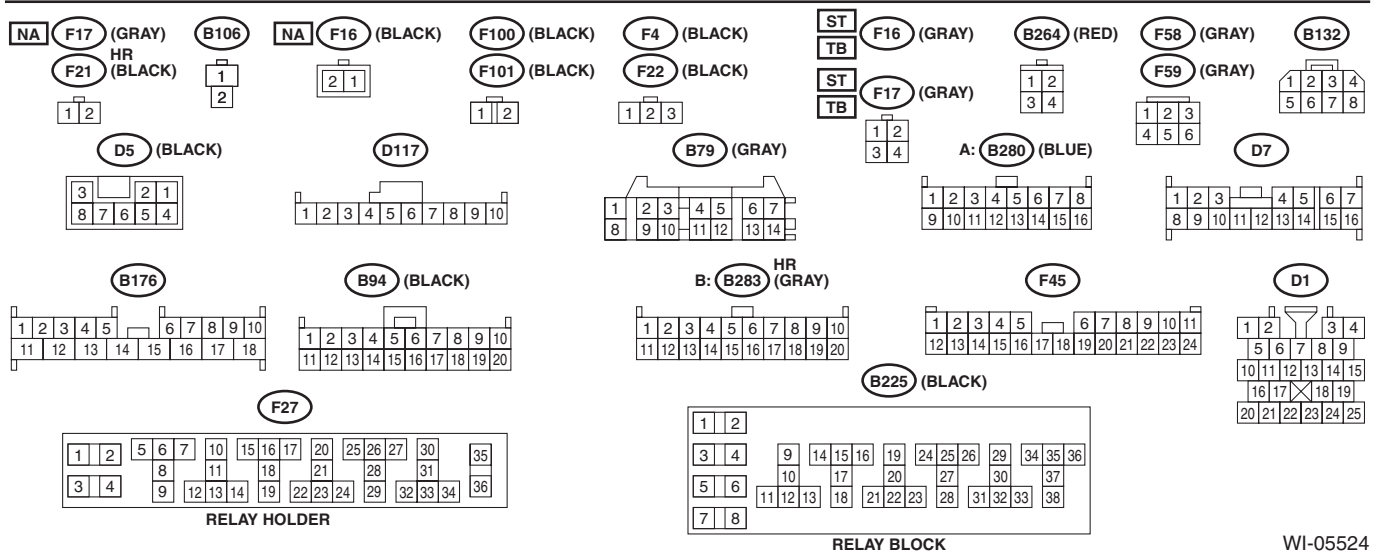 NA F17 (GRAY) B106 NA F16 (BLACK) F100 (BLACK) F4 (BLACK) ST F16 (GRAY) B264 (RED) F58 (GRAY) B132
HR TB
F21 (BLACK) F101 (BLACK) F22 (BLACK) ST F17 (GRAY) F59 (GRAY)
TB
1 2
1
2
2 1
1 2
1 2 3
1 2
3 4
1 2
3 4
1 2 3
4 5 6
1 2 3 4
5 6 7 8
D5 (BLACK) D117 B79 (GRAY) A: B280 (BLUE) D7
3 2 1
8 7 6 5 4
1 2 3 4 5 6 7 8 9 10
1 2 3 4 5 6 7
8 9 10 11 12 13 14
1 2 3 4 5 6 7 8
9 10 11 12 13 14 15 16
1 2 3 4 5 6 7
8 9 10 11 12 13 14 15 16
B176 B94 (BLACK) B: B283 HR (GRAY) F45 D1
1 2 3 4 5 6 7 8 9 10
11 12 13 14 15 16 17 18
1 2 3 4 5 6 7 8 9 10
11 12 13 14 15 16 17 18 19 20
1 2 3 4 5 6 7 8 9 10
11 12 13 14 15 16 17 18 19 20
1 2 3 4 5 6 7 8 9 10 11
12 13 14 15 16 17 18 19 20 21 22 23 24
1 2 3 4
5 6 7 8 9
10 11 12 13 14 15
16 17 18 19
20 21 22 23 24 25
F27
1 2 5 6 7 10 15 16 17 20 25 26 27 30 35
8 11 18 21 28 31
3 4 9 12 13 14 19 22 23 24 29 32 33 34 36
RELAY HOLDER
B225 (BLACK)
1 2
3 4 9 14 15 16 19 24 25 26 29 34 35 36
10 17 20 27 30 37
5 6 11 12 13 18 21 22 23 28 31 32 33 38
7 8
RELAY BLOCK
WI-05524